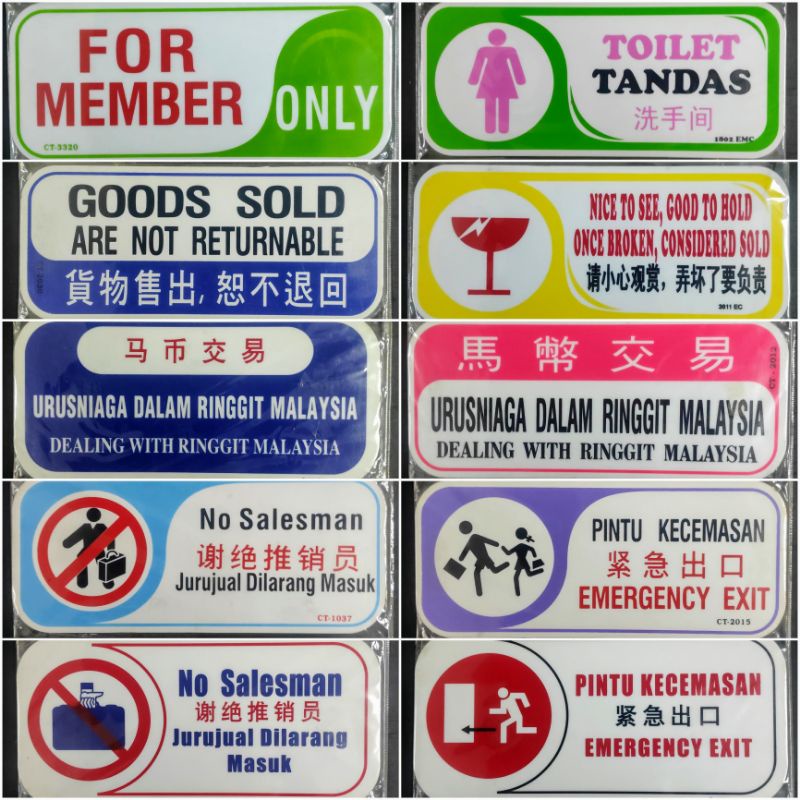 FOR
MEMBER
ONLY
CT-3320
TOILET
TANDAS
洗手间
1802 EMC
GOODS SOLD
ARE NOT RETURNABLE
貨物售出, 恕不退回
NICE TO SEE, GOOD TO HOLD
ONCE BROKEN, CONSIDERED SOLD
请小心观赏, 弄坏了要负责
3011 EC
马币交易
URUSNIAGA DALAM RINGGIT MALAYSIA
DEALING WITH RINGGIT MALAYSIA
馬幣交易
CT - 2012
URUSNIAGA DALAM RINGGIT MALAYSIA
DEALING WITH RINGGIT MALAYSIA
No Salesman
谢绝推销员
Jurujual Dilarang Masuk
CT-1037
PINTU KECEMASAN
紧急出口
EMERGENCY EXIT
CT-2015
No Salesman
谢绝推销员
Jurujual Dilarang
Masuk
PINTU KECEMASAN
紧急出口
EMERGENCY EXIT